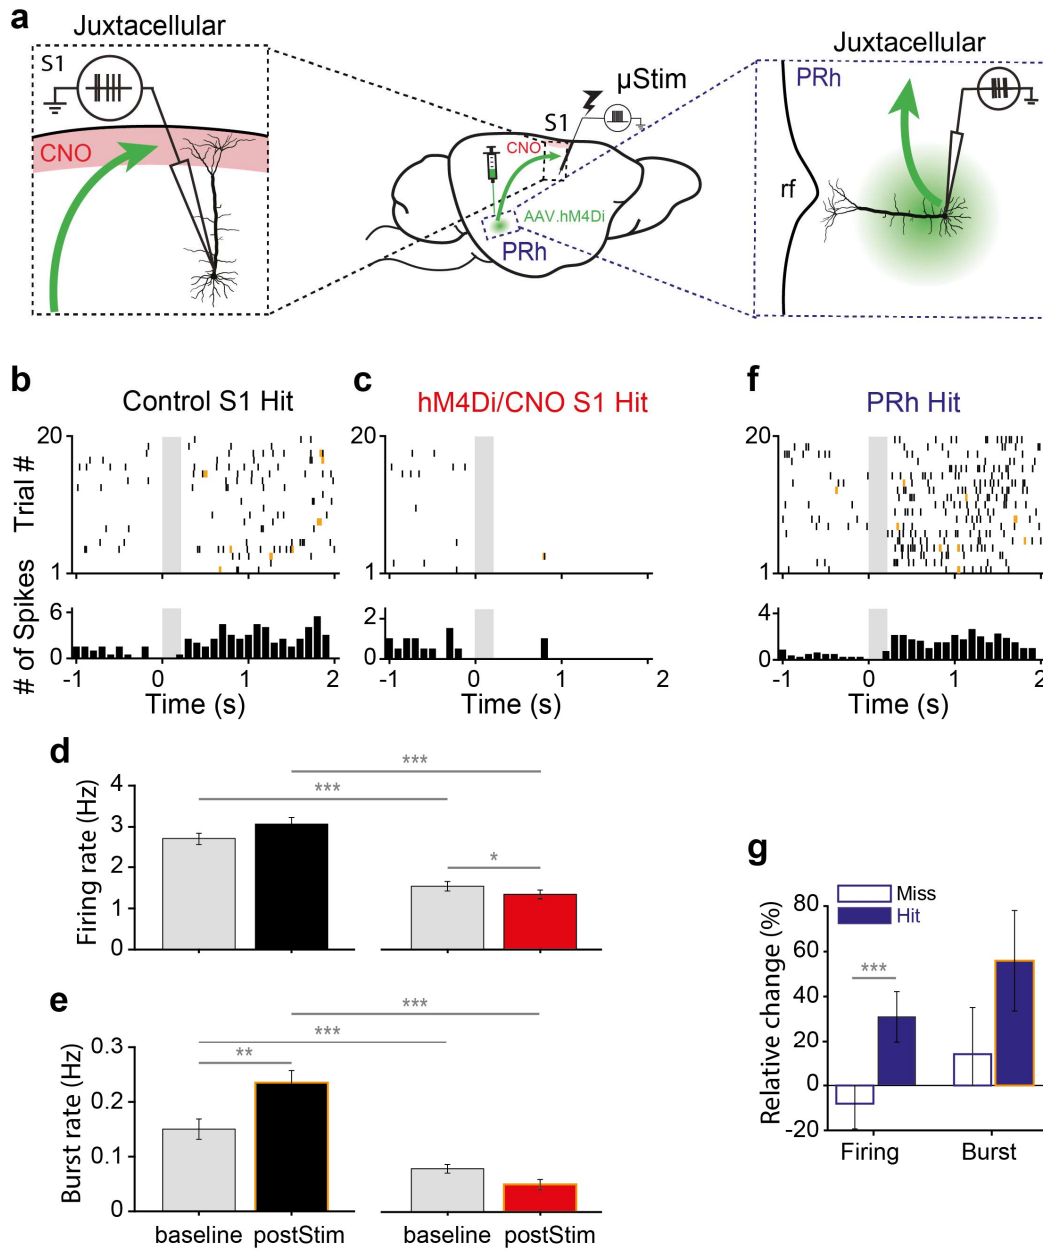 a
Juxtacellular
S1
CNO
μStim
S1
CNO
AAV.hM4Di
PRh
Juxtacellular
PRh
rf
b
Control S1 Hit
20
Trial #
1
6
# of Spikes
0
-1 0 1 2
Time (s)
c
hM4Di/CNO S1 Hit
20
1
2
0
-1 0 1 2
Time (s)
f
PRh Hit
20
1
4
0
-1 0 1 2
Time (s)
d
Firing rate (Hz)
4
3
2
1
0
***
***
*
e
Burst rate (Hz)
0.3
0.2
0.1
0
***
***
**
baseline postStim baseline postStim
g
Relative change (%)
80
60
40
20
0
-20
Miss
Hit
***
Firing Burst